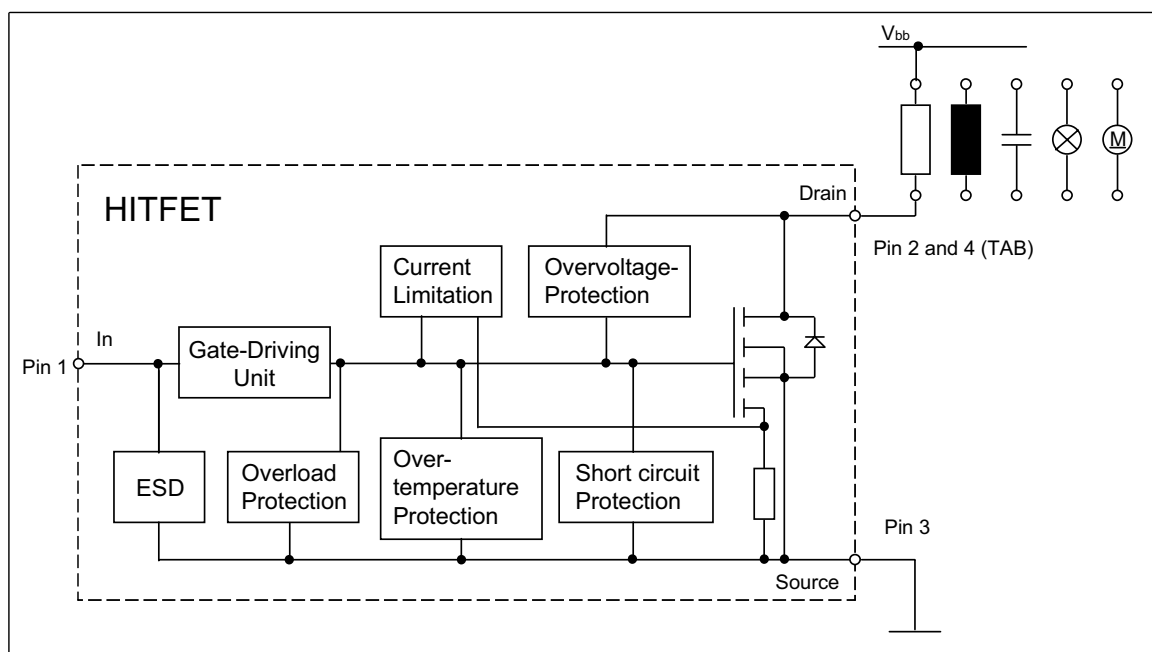 Vbb
HITFET
Drain
Pin 2 and 4 (TAB)
Current
Limitation
Overvoltage-
Protection
In
Pin 1
Gate-Driving
Unit
M
ESD
Overload
Protection
Over-
temperature
Protection
Short circuit
Protection
Pin 3
Source